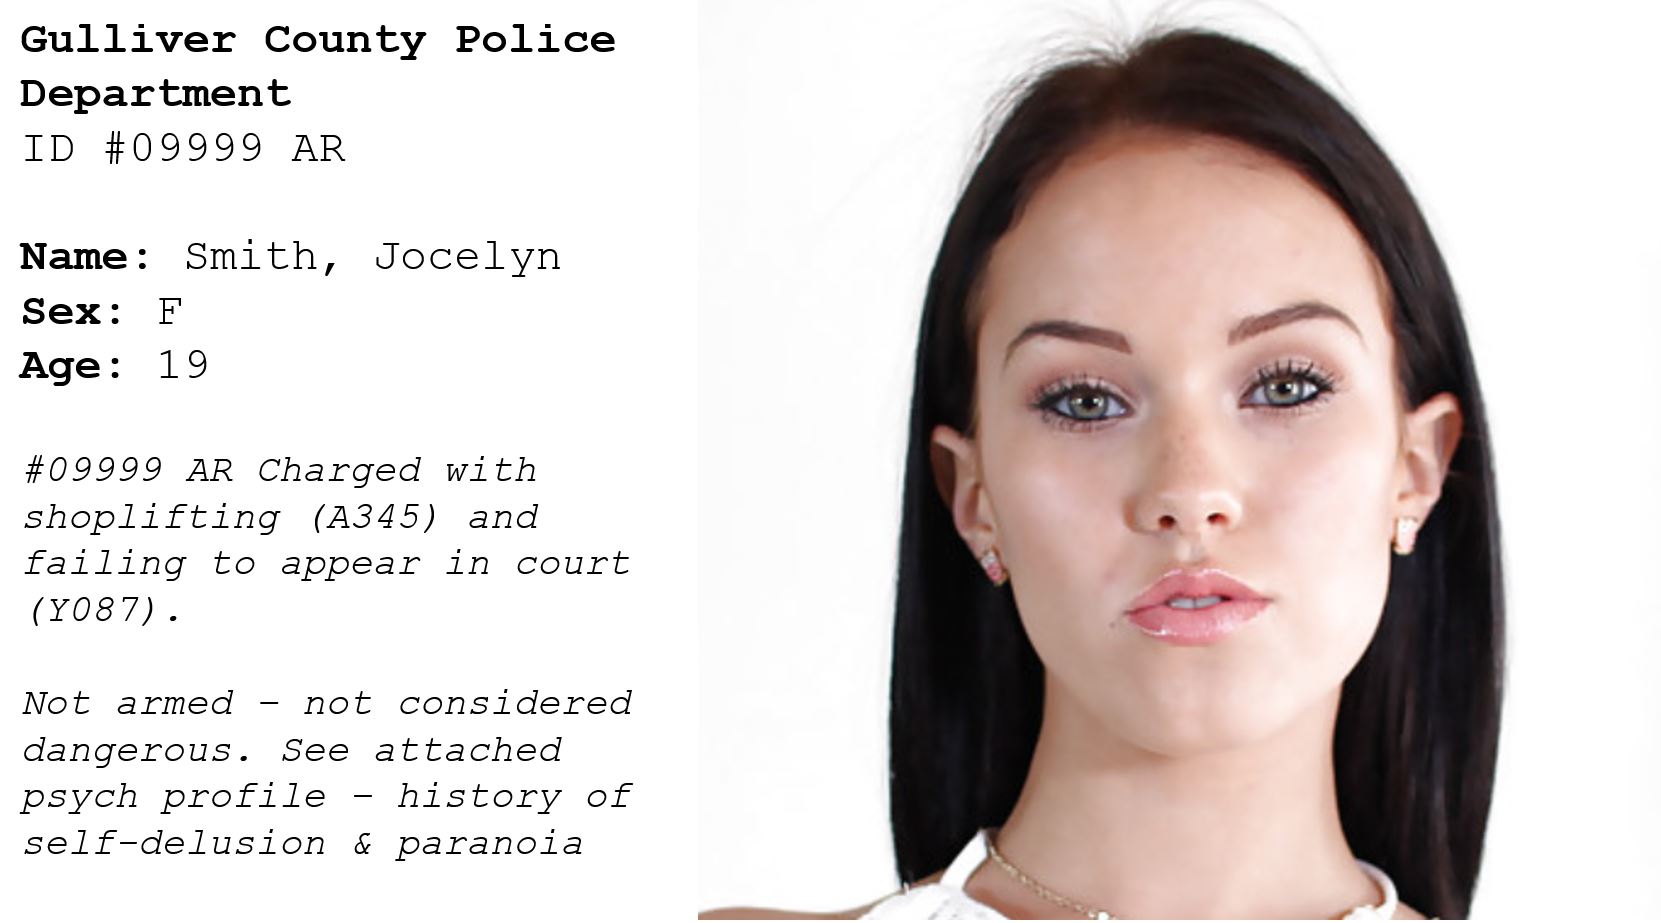 Gulliver County Police
Department
ID #09999 AR
Name: Smith, Jocelyn
Sex: F
Age: 19
#09999 AR Charged with
shoplifting (A345) and
failing to appear in court
(Y087).
Not armed – not considered
dangerous. See attached
psych profile – history of
self-delusion & paranoia